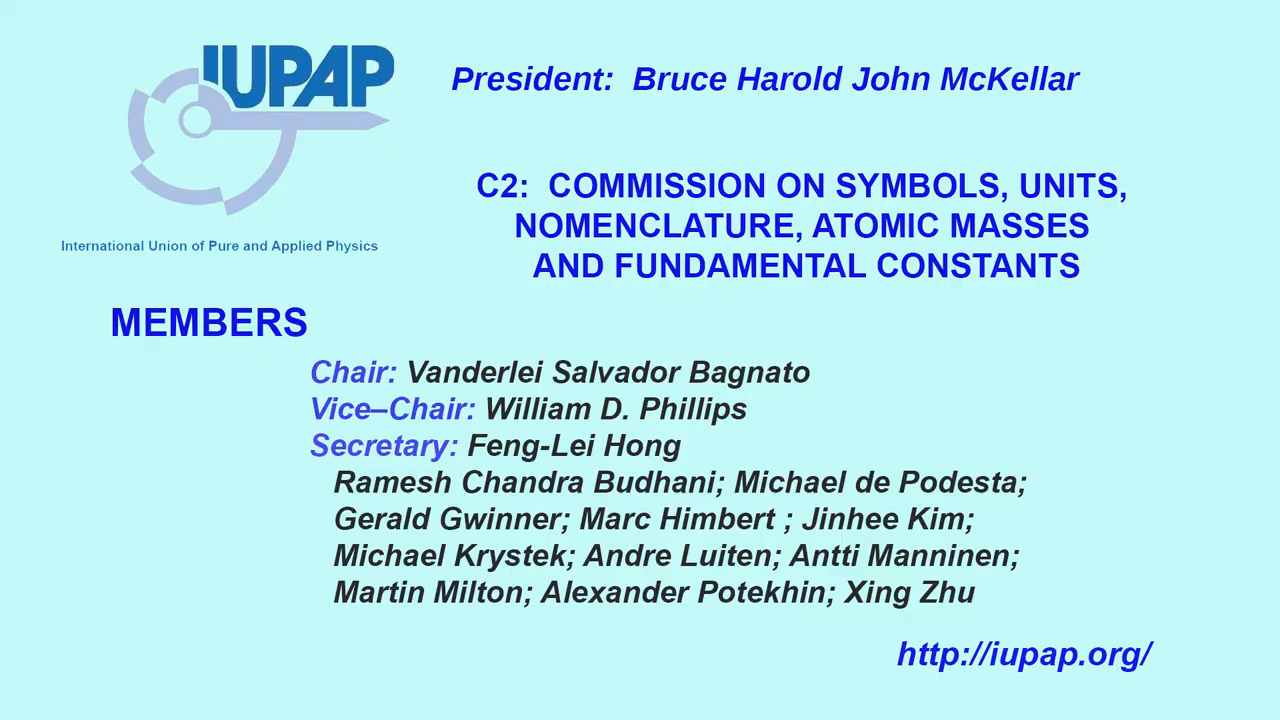 IUPAP
International Union of Pure and Applied Physics
President: Bruce Harold John McKellar
C2: COMMISSION ON SYMBOLS, UNITS,
NOMENCLATURE, ATOMIC MASSES
AND FUNDAMENTAL CONSTANTS
MEMBERS
Chair: Vanderlei Salvador Bagnato
Vice–Chair: William D. Phillips
Secretary: Feng-Lei Hong
Ramesh Chandra Budhani; Michael de Podesta;
Gerald Gwinner; Marc Himbert ; Jinhee Kim;
Michael Krystek; Andre Luiten; Antti Manninen;
Martin Milton; Alexander Potekhin; Xing Zhu
http://iupap.org/